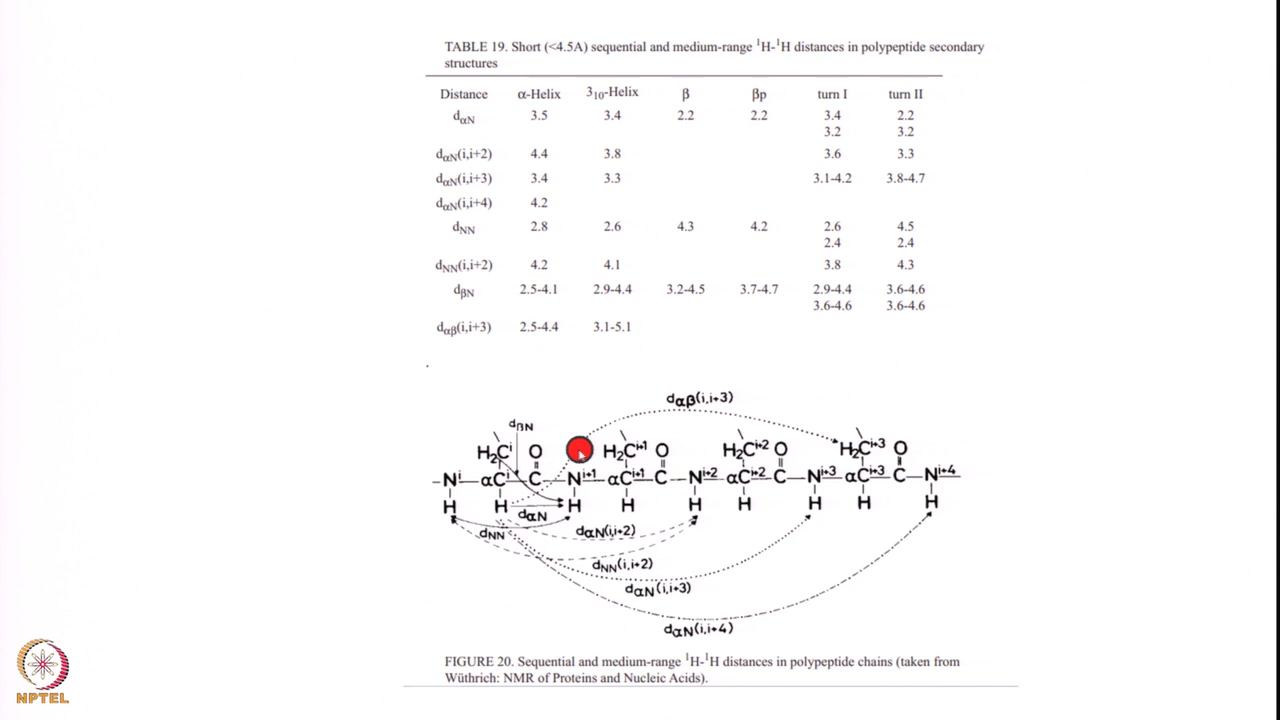 TABLE 19. Short (<4.5A) sequential and medium-range ¹H-¹H distances in polypeptide secondary
structures
Distance α-Helix 3₁₀-Helix β βp turn I turn II
dαN 3.5 3.4 2.2 2.2 3.4 2.2
3.2 3.2
dαN(i,i+2) 4.4 3.8 3.6 3.3
dαN(i,i+3) 3.4 3.3 3.1-4.2 3.8-4.7
dαN(i,i+4) 4.2
dNN 2.8 2.6 4.3 4.2 2.6 4.5
2.4 2.4
dNN(i,i+2) 4.2 4.1 3.8 4.3
dβN 2.5-4.1 2.9-4.4 3.2-4.5 3.7-4.7 2.9-4.4 3.6-4.6
3.6-4.6 3.6-4.6
dαβ(i,i+3) 2.5-4.4 3.1-5.1
dαβ(i,i+3)
dβN
H₂Cⁱ O H₂Cⁱ⁺¹ O H₂Cⁱ⁺² O H₂Cⁱ⁺³ O
-Nⁱ-αCⁱ-C-Nⁱ⁺¹-αCⁱ⁺¹-C-Nⁱ⁺²-αCⁱ⁺²-C-Nⁱ⁺³-αCⁱ⁺³-C-Nⁱ⁺⁴
H H H H H H H H H
dαN
dNN dαN(i,i+2)
dNN(i,i+2)
dαN(i,i+3)
dαN(i,i+4)
FIGURE 20. Sequential and medium-range ¹H-¹H distances in polypeptide chains (taken from
Wüthrich: NMR of Proteins and Nucleic Acids).
NPTEL